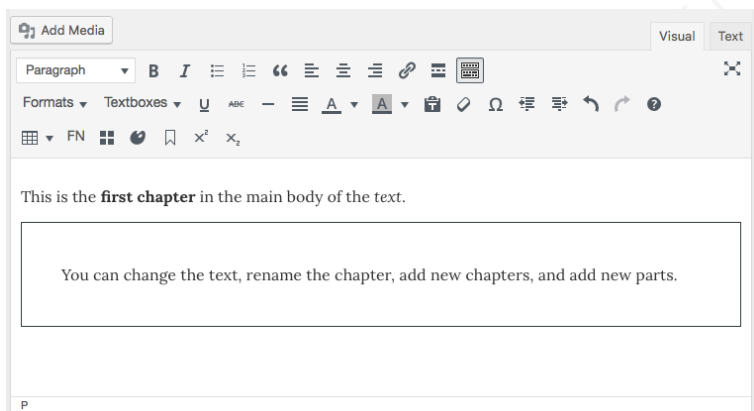 Add Media
Visual Text
Paragraph B I
Formats Textboxes U ABE A A Ω
FN x² x₂
This is the first chapter in the main body of the text.
You can change the text, rename the chapter, add new chapters, and add new parts.
P